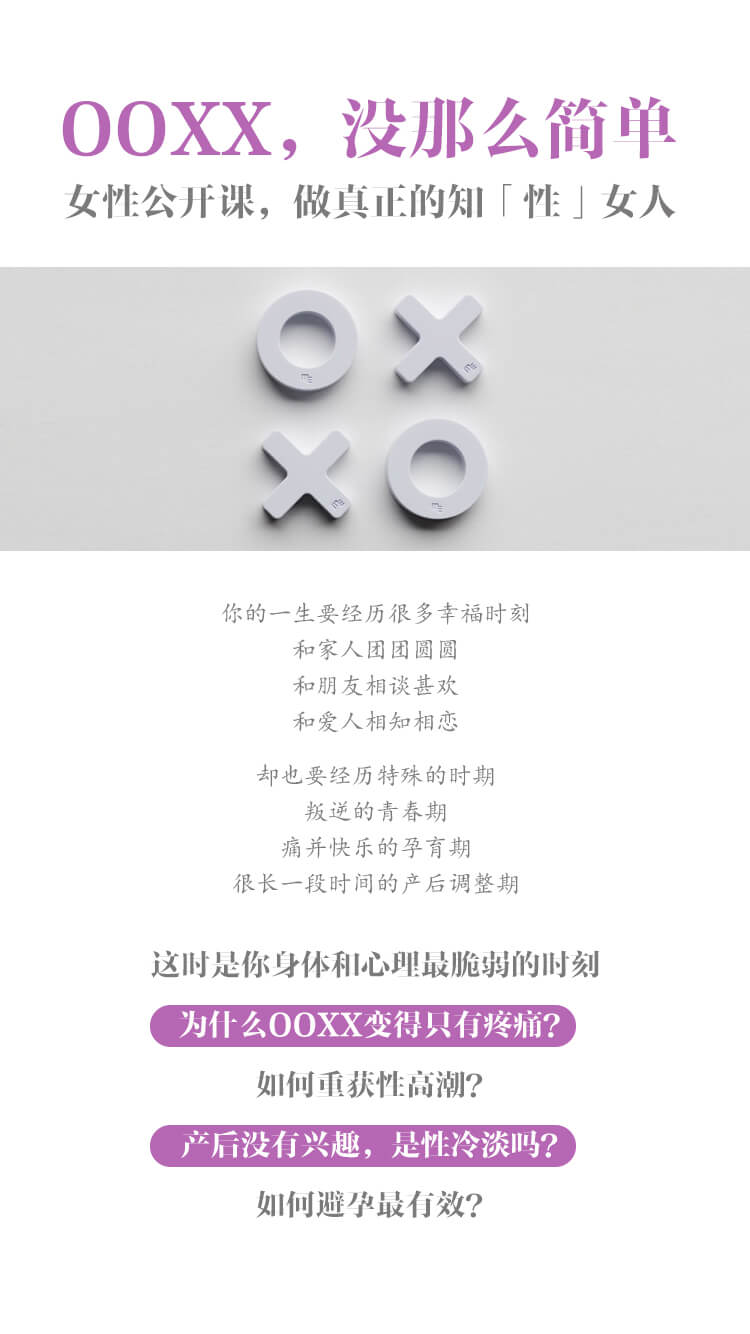 OOXX，没那么简单
女性公开课，做真正的知「性」女人
你的一生要经历很多幸福时刻
和家人团团圆圆
和朋友相谈甚欢
和爱人相知相恋
却也要经历特殊的时期
叛逆的青春期
痛并快乐的孕育期
很长一段时间的产后调整期
这时是你身体和心理最脆弱的时刻
为什么OOXX变得只有疼痛？
如何重获性高潮？
产后没有兴趣，是性冷淡吗？
如何避孕最有效？